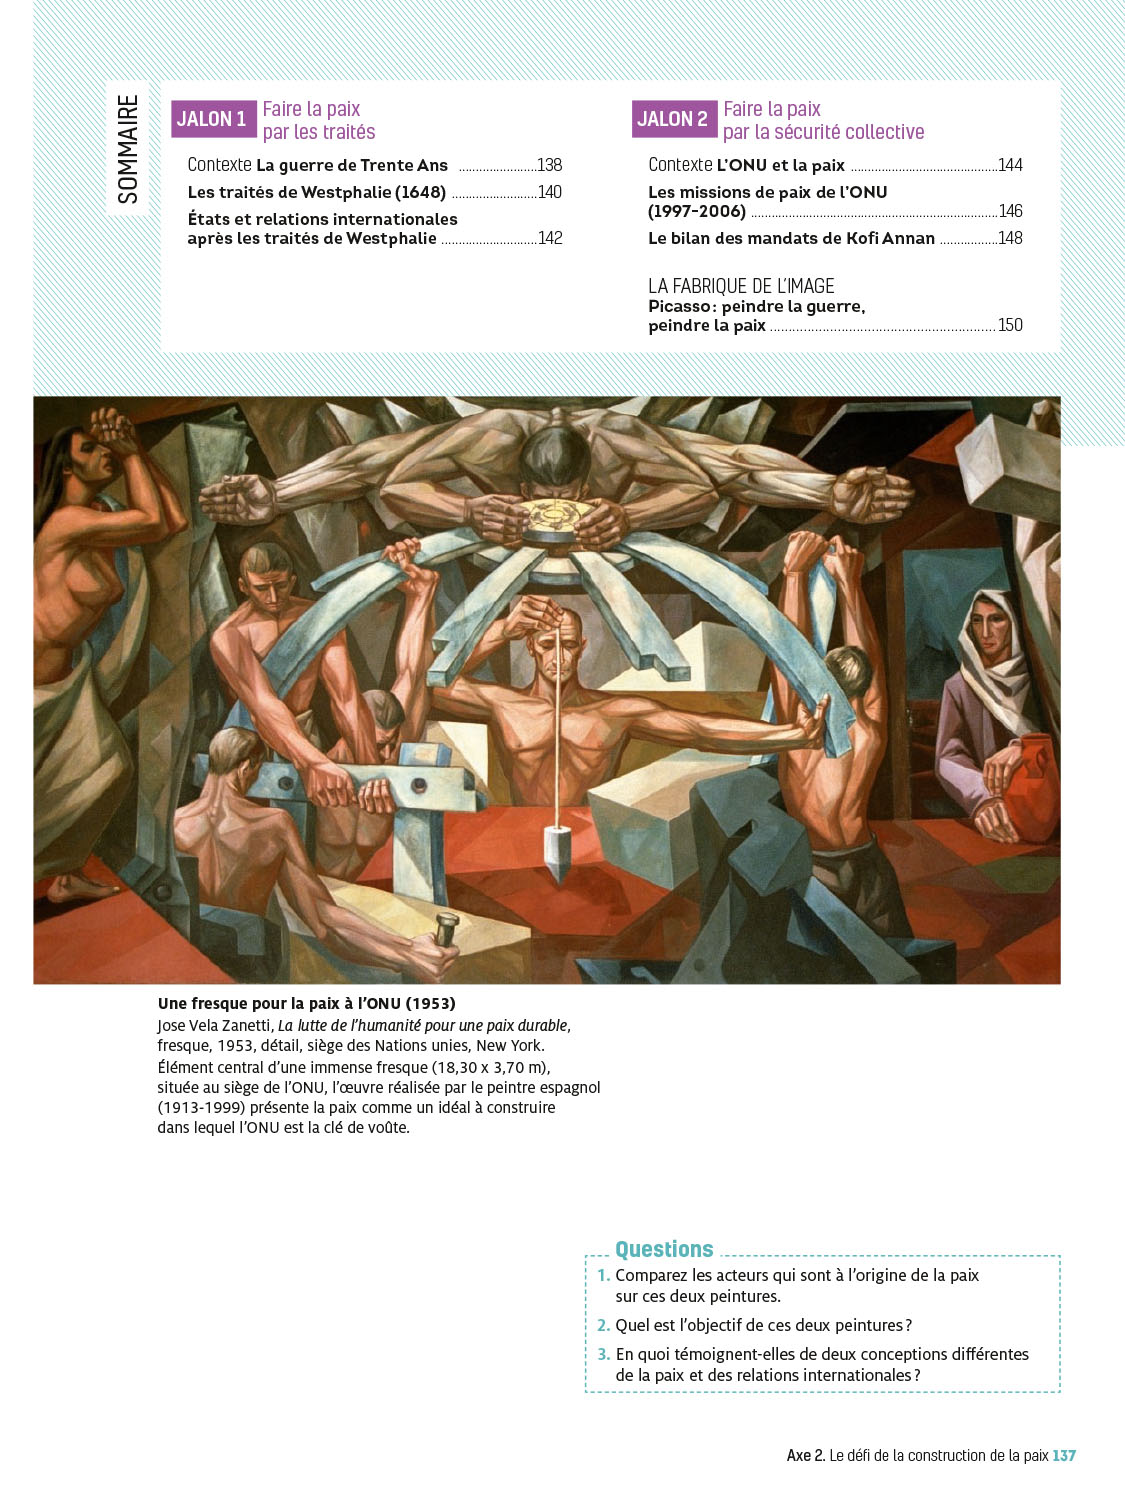 SOMMAIRE
JALON 1
Faire la paix
par les traités
Contexte La guerre de Trente Ans .......................138
Les traités de Westphalie (1648) .........................140
États et relations internationales
après les traités de Westphalie ............................142
JALON 2
Faire la paix
par la sécurité collective
Contexte L'ONU et la paix ...........................................144
Les missions de paix de l'ONU
(1997-2006) ........................................................................146
Le bilan des mandats de Kofi Annan .................148
LA FABRIQUE DE L'IMAGE
Picasso : peindre la guerre,
peindre la paix ............................................................150
Une fresque pour la paix à l'ONU (1953)
Jose Vela Zanetti, La lutte de l'humanité pour une paix durable,
fresque, 1953, détail, siège des Nations unies, New York.
Élément central d'une immense fresque (18,30 x 3,70 m),
située au siège de l'ONU, l'œuvre réalisée par le peintre espagnol
(1913-1999) présente la paix comme un idéal à construire
dans lequel l'ONU est la clé de voûte.
Questions
1. Comparez les acteurs qui sont à l'origine de la paix
sur ces deux peintures.
2. Quel est l'objectif de ces deux peintures ?
3. En quoi témoignent-elles de deux conceptions différentes
de la paix et des relations internationales ?
Axe 2. Le défi de la construction de la paix 137